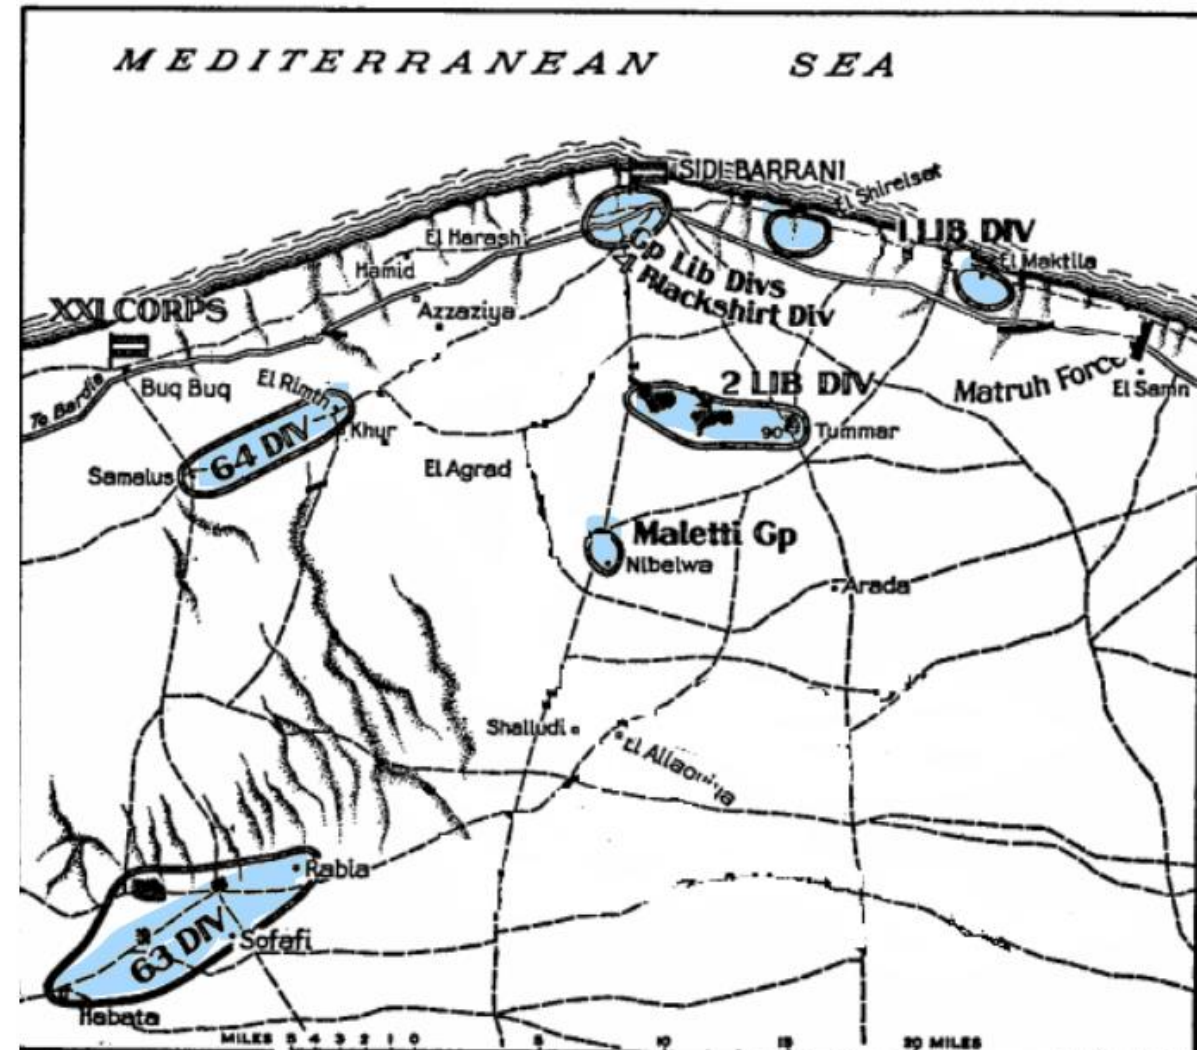 MEDITERRANEAN SEA
SIDI BARRANI
El Shireisat
1 LIB DIV
El Harash
Gp Lib Divs
El Maktila
Hamid
4 Blackshirt Div
XXI CORPS
Azzaziya
To Bardia
Buq Buq
El Rimth
2 LIB DIV
Matruh Force
El Samn
64 DIV
Khur
90
Tummar
Samalus
El Agrad
Maletti Gp
Nibeiwa
Arada
Shalludi
El
Rabia
63 DIV
Sofafi
Habata
MILES 5 4 3 2 1 0 5 10 15 20 MILES